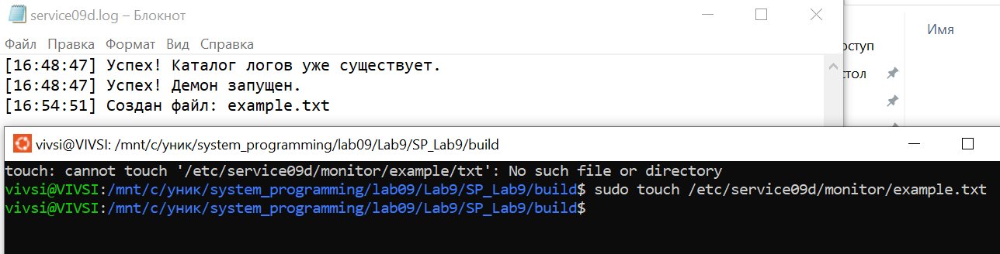 service09d.log – Блокнот
Файл Правка Формат Вид Справка
[16:48:47] Успех! Каталог логов уже существует.
[16:48:47] Успех! Демон запущен.
[16:54:51] Создан файл: example.txt
Имя
оступ
стол
vivsi@VIVSI: /mnt/c/уник/system_programming/lab09/Lab9/SP_Lab9/build
touch: cannot touch '/etc/service09d/monitor/example/txt': No such file or directory
vivsi@VIVSI:/mnt/c/уник/system_programming/lab09/Lab9/SP_Lab9/build$ sudo touch /etc/service09d/monitor/example.txt
vivsi@VIVSI:/mnt/c/уник/system_programming/lab09/Lab9/SP_Lab9/build$